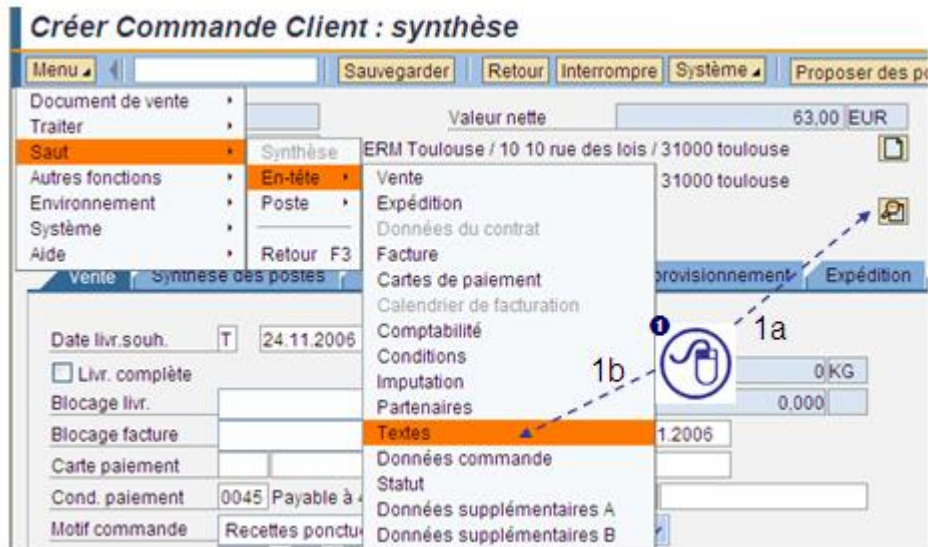 Créer Commande Client : synthèse
Menu Sauvegarder Retour Interrompre Système Proposer des po
Document de vente
Traiter
Saut
Autres fonctions
Environnement
Système
Aide
Synthèse
En-tête
Poste
Retour F3
Vente
Expédition
Données du contrat
Facture
Cartes de paiement
Calendrier de facturation
Comptabilité
Conditions
Imputation
Partenaires
Textes
Données commande
Statut
Données supplémentaires A
Données supplémentaires B
Valeur nette 63,00 EUR
ERM Toulouse / 10 10 rue des lois / 31000 toulouse
31000 toulouse
Vente Synthèse des postes provisionnement Expédition
Date livr.souh. T 24.11.2006
1 1a
1b
Livr. complète 0 KG
Blocage livr. 0.000
Blocage facture 1.2006
Carte paiement
Cond. paiement 0045 Payable à
Motif commande Recettes ponctu